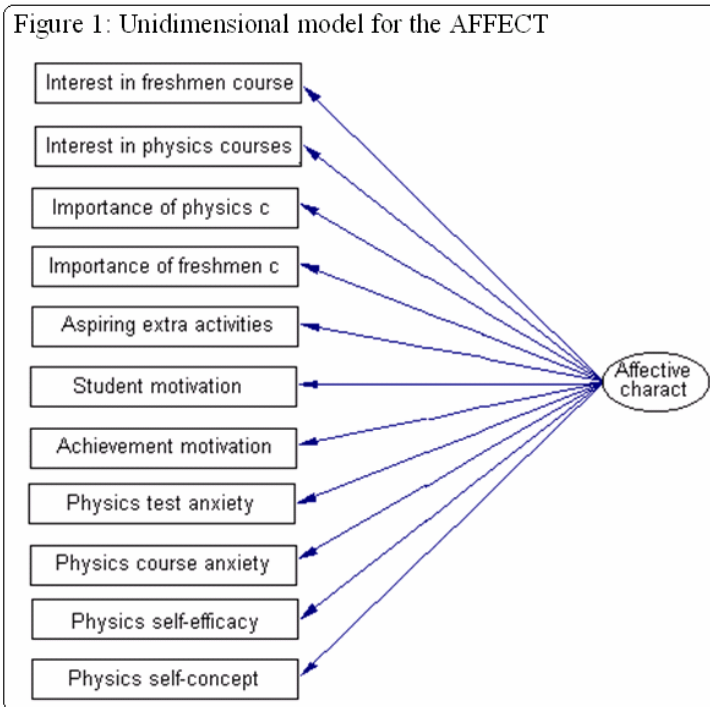 Figure 1: Unidimensional model for the AFFECT
Interest in freshmen course
Interest in physics courses
Importance of physics c
Importance of freshmen c
Aspiring extra activities
Student motivation
Achievement motivation
Physics test anxiety
Physics course anxiety
Physics self-efficacy
Physics self-concept
Affective
charact